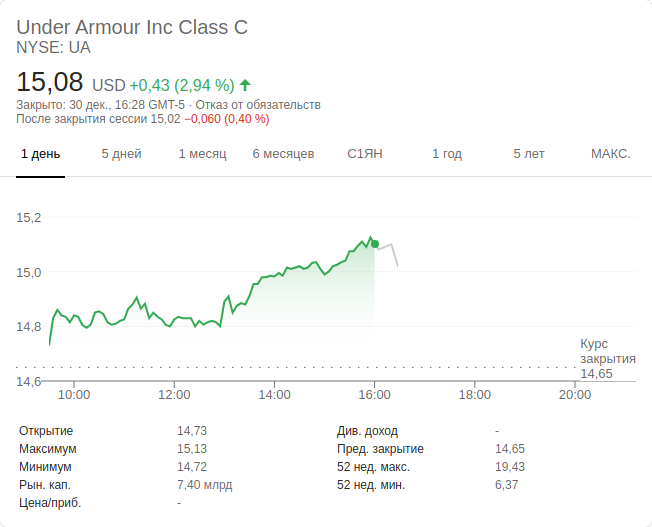 Under Armour Inc Class C
NYSE: UA
15,08 USD +0,43 (2,94 %)
Закрыто: 30 дек., 16:28 GMT-5 · Отказ от обязательств
После закрытия сессии 15,02 −0,060 (0,40 %)
1 день 5 дней 1 месяц 6 месяцев С1ЯН 1 год 5 лет МАКС.
15,2
15,0
14,8
14,6
Курс
закрытия
14,65
10:00 12:00 14:00 16:00 18:00 20:00
Открытие 14,73 Див. доход -
Максимум 15,13 Пред. закрытие 14,65
Минимум 14,72 52 нед. макс. 19,43
Рын. кап. 7,40 млрд 52 нед. мин. 6,37
Цена/приб. -